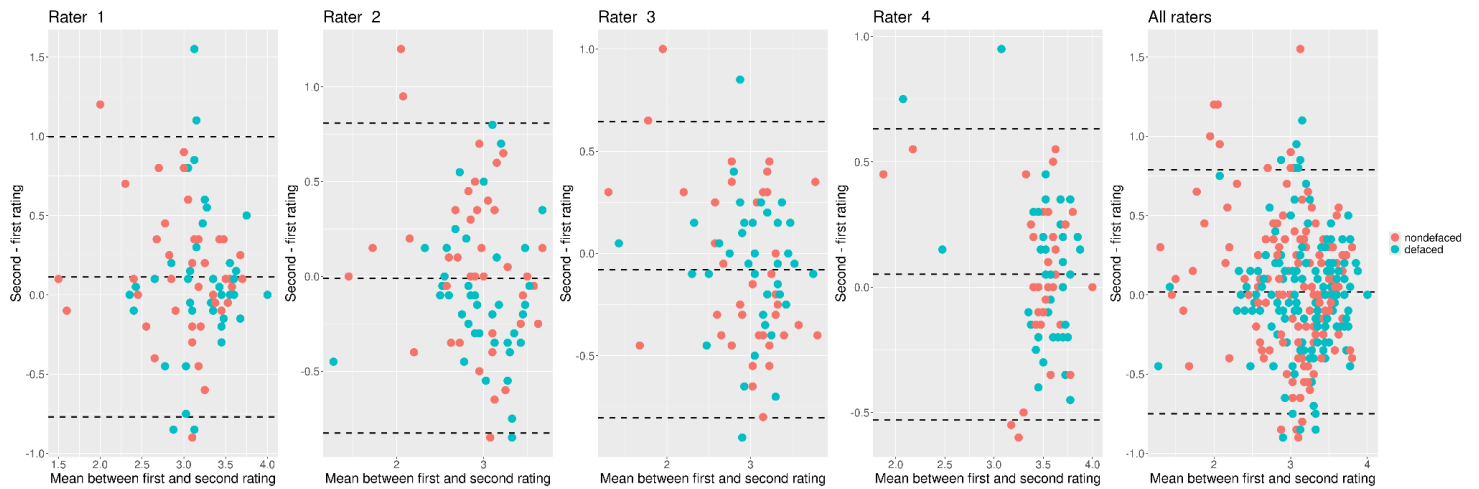 Rater 1
Second - first rating
1.5
1.0
0.5
0.0
-0.5
-1.0
1.5
2.0
2.5
3.0
3.5
4.0
Mean between first and second rating
Rater 2
Second - first rating
1.0
0.5
0.0
-0.5
2
3
Mean between first and second rating
Rater 3
Second - first rating
1.0
0.5
0.0
-0.5
2
3
Mean between first and second rating
Rater 4
Second - first rating
1.0
0.5
0.0
-0.5
2.0
2.5
3.0
3.5
4.0
Mean between first and second rating
All raters
Second - first rating
1.5
1.0
0.5
0.0
-0.5
-1.0
2
3
4
Mean between first and second rating
nondefaced
defaced